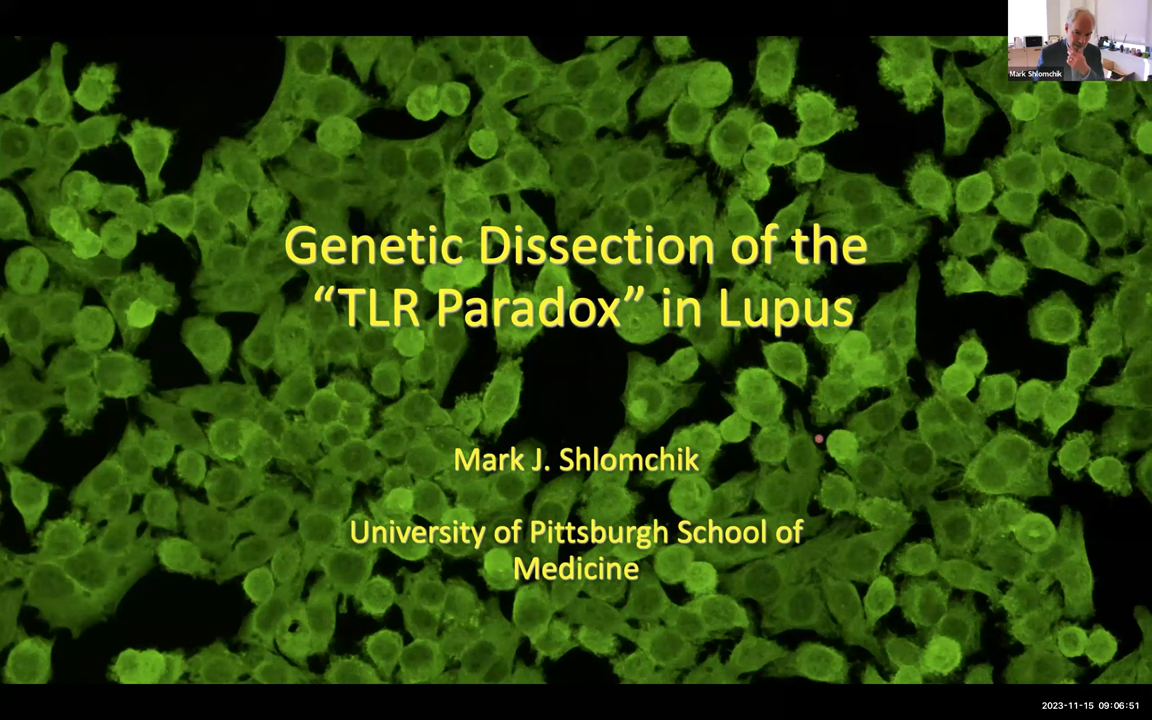 Mark Shlomchik
Genetic Dissection of the
“TLR Paradox” in Lupus
Mark J. Shlomchik
University of Pittsburgh School of
Medicine
2023-11-15 09:06:51